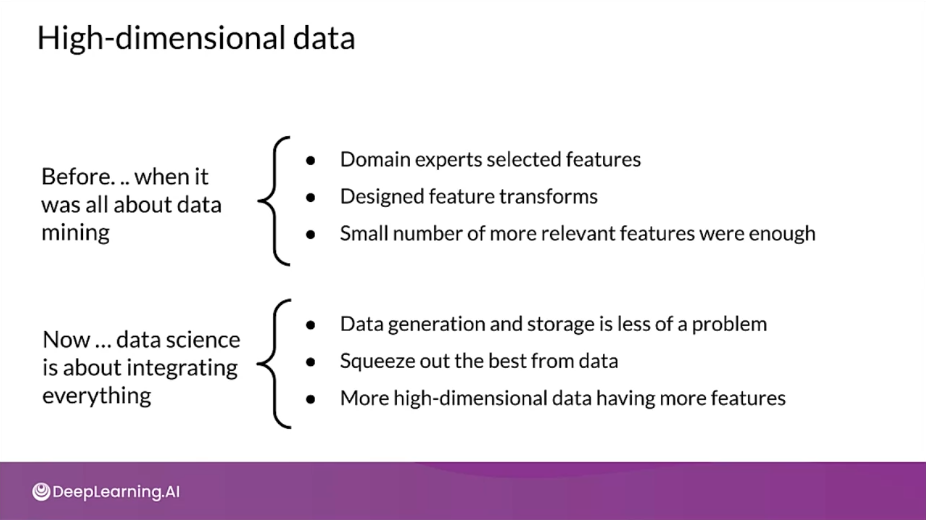 High-dimensional data
Before. .. when it
was all about data
mining
● Domain experts selected features
● Designed feature transforms
● Small number of more relevant features were enough
Now ... data science
is about integrating
everything
● Data generation and storage is less of a problem
● Squeeze out the best from data
● More high-dimensional data having more features
DeepLearning.AI